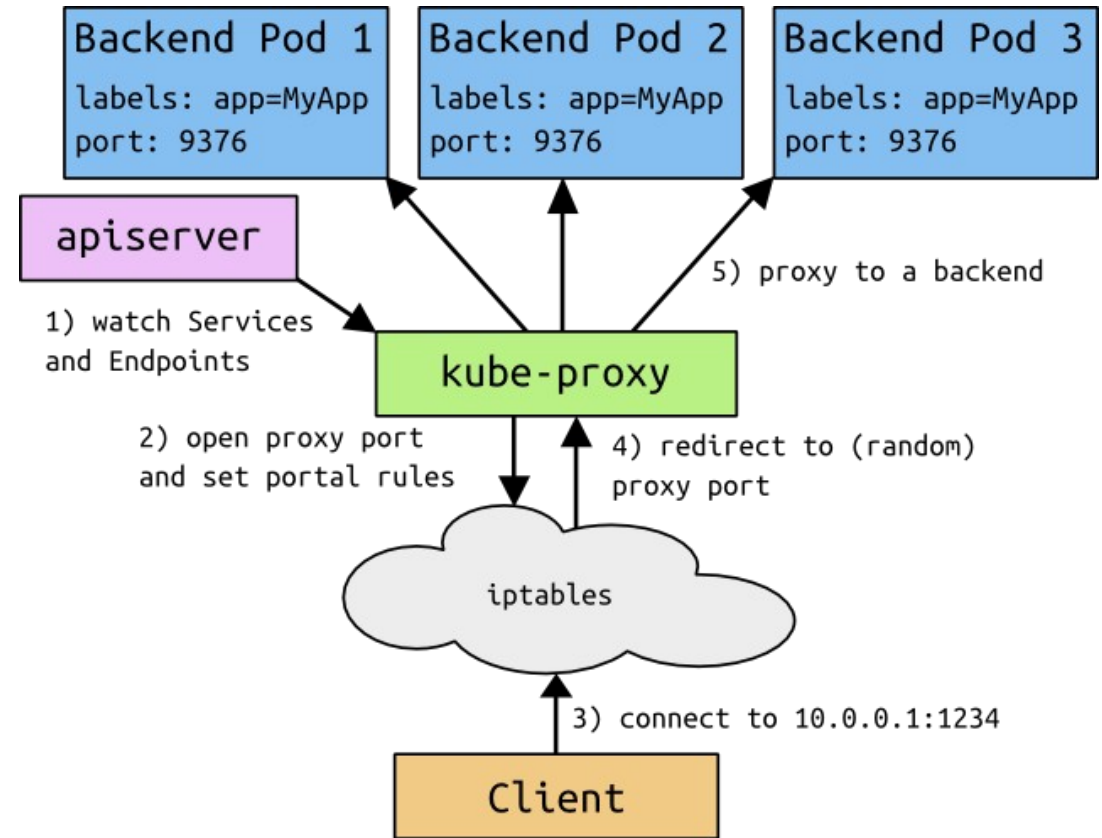 Backend Pod 1
labels: app=MyApp
port: 9376
Backend Pod 2
labels: app=MyApp
port: 9376
Backend Pod 3
labels: app=MyApp
port: 9376
apiserver
1) watch Services
and Endpoints
5) proxy to a backend
kube-proxy
2) open proxy port
and set portal rules
4) redirect to (random)
proxy port
iptables
3) connect to 10.0.0.1:1234
Client